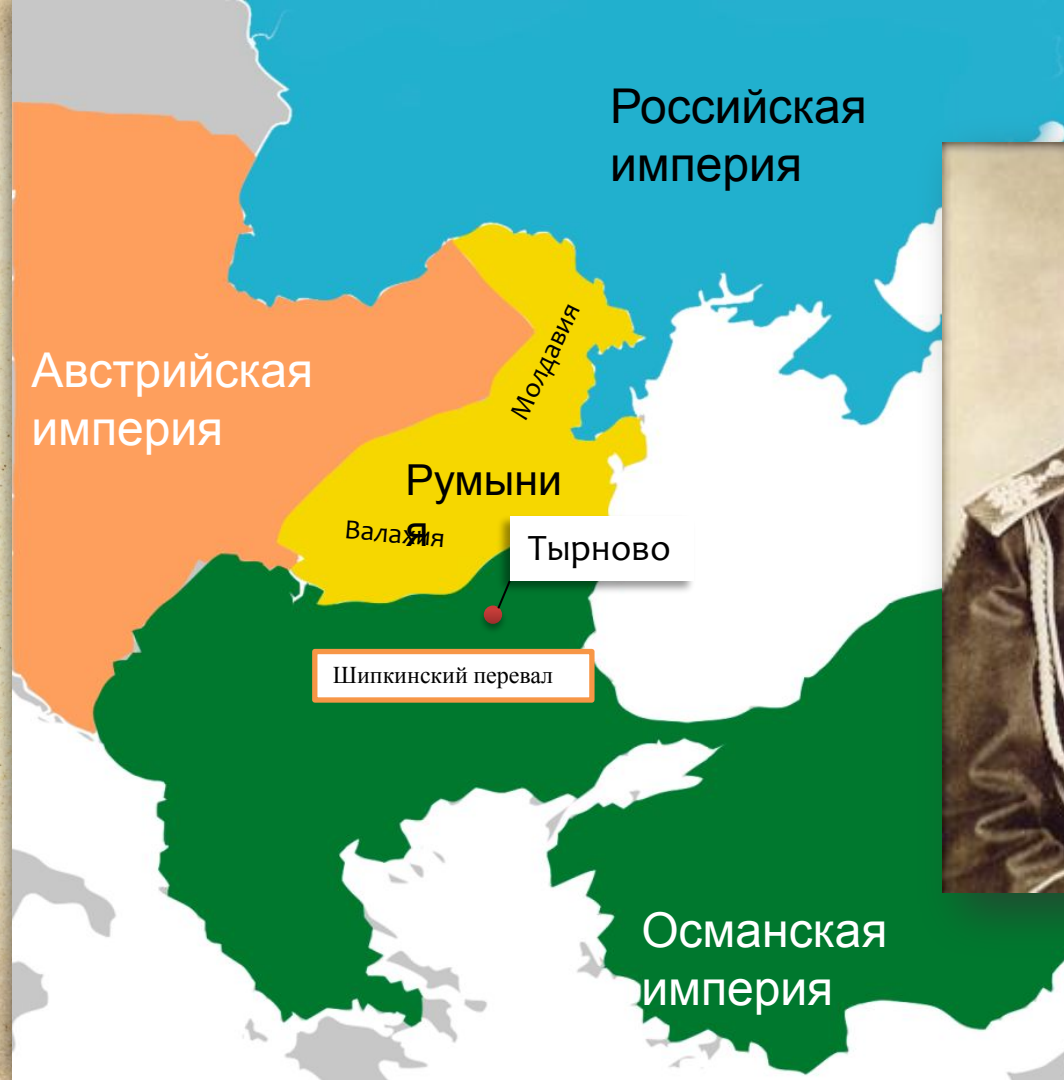 Российская
империя
Австрийская
империя
Молдавия
Румыни
я
Валахия
Тырново
Шипкинский перевал
Османская
империя